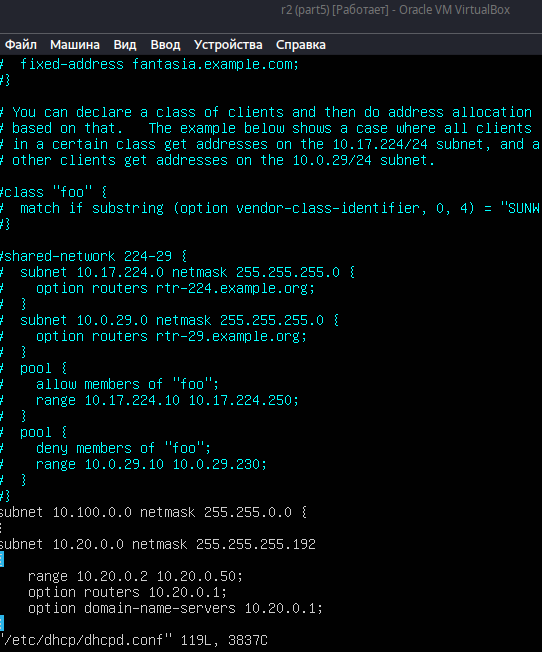 r2 (part5) [Работает] - Oracle VM VirtualBox
Файл Машина Вид Ввод Устройства Справка
#  fixed-address fantasia.example.com;
#}
# You can declare a class of clients and then do address allocation
# based on that.   The example below shows a case where all clients
# in a certain class get addresses on the 10.17.224/24 subnet, and a
# other clients get addresses on the 10.0.29/24 subnet.
#class "foo" {
#  match if substring (option vendor-class-identifier, 0, 4) = "SUNW
#}
#shared-network 224-29 {
#  subnet 10.17.224.0 netmask 255.255.255.0 {
#    option routers rtr-224.example.org;
#  }
#  subnet 10.0.29.0 netmask 255.255.255.0 {
#    option routers rtr-29.example.org;
#  }
#  pool {
#    allow members of "foo";
#    range 10.17.224.10 10.17.224.250;
#  }
#  pool {
#    deny members of "foo";
#    range 10.0.29.10 10.0.29.230;
#  }
#}
subnet 10.100.0.0 netmask 255.255.0.0 {
}
subnet 10.20.0.0 netmask 255.255.255.192
{
    range 10.20.0.2 10.20.0.50;
    option routers 10.20.0.1;
    option domain-name-servers 10.20.0.1;
}
"/etc/dhcp/dhcpd.conf" 119L, 3837C